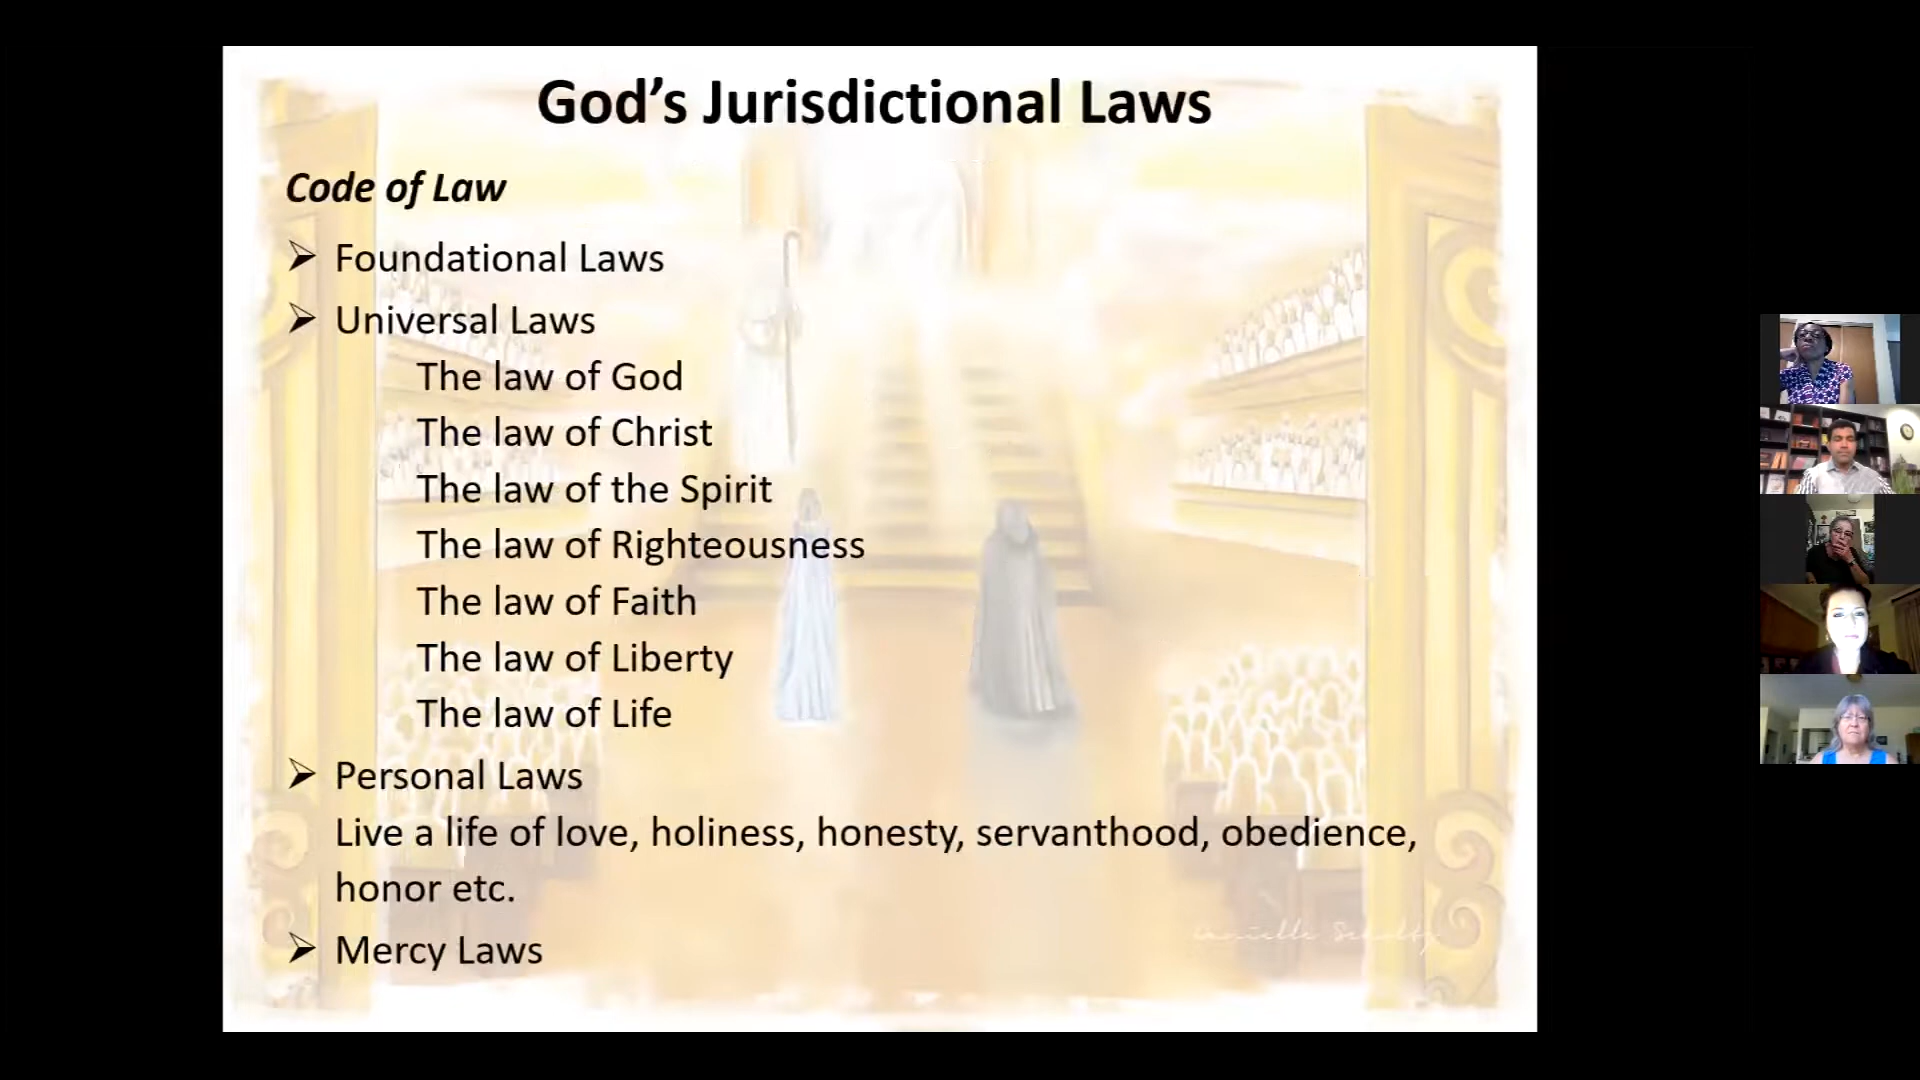 God’s Jurisdictional Laws
Code of Law
➢ Foundational Laws
➢ Universal Laws
The law of God
The law of Christ
The law of the Spirit
The law of Righteousness
The law of Faith
The law of Liberty
The law of Life
➢ Personal Laws
Live a life of love, holiness, honesty, servanthood, obedience,
honor etc.
➢ Mercy Laws